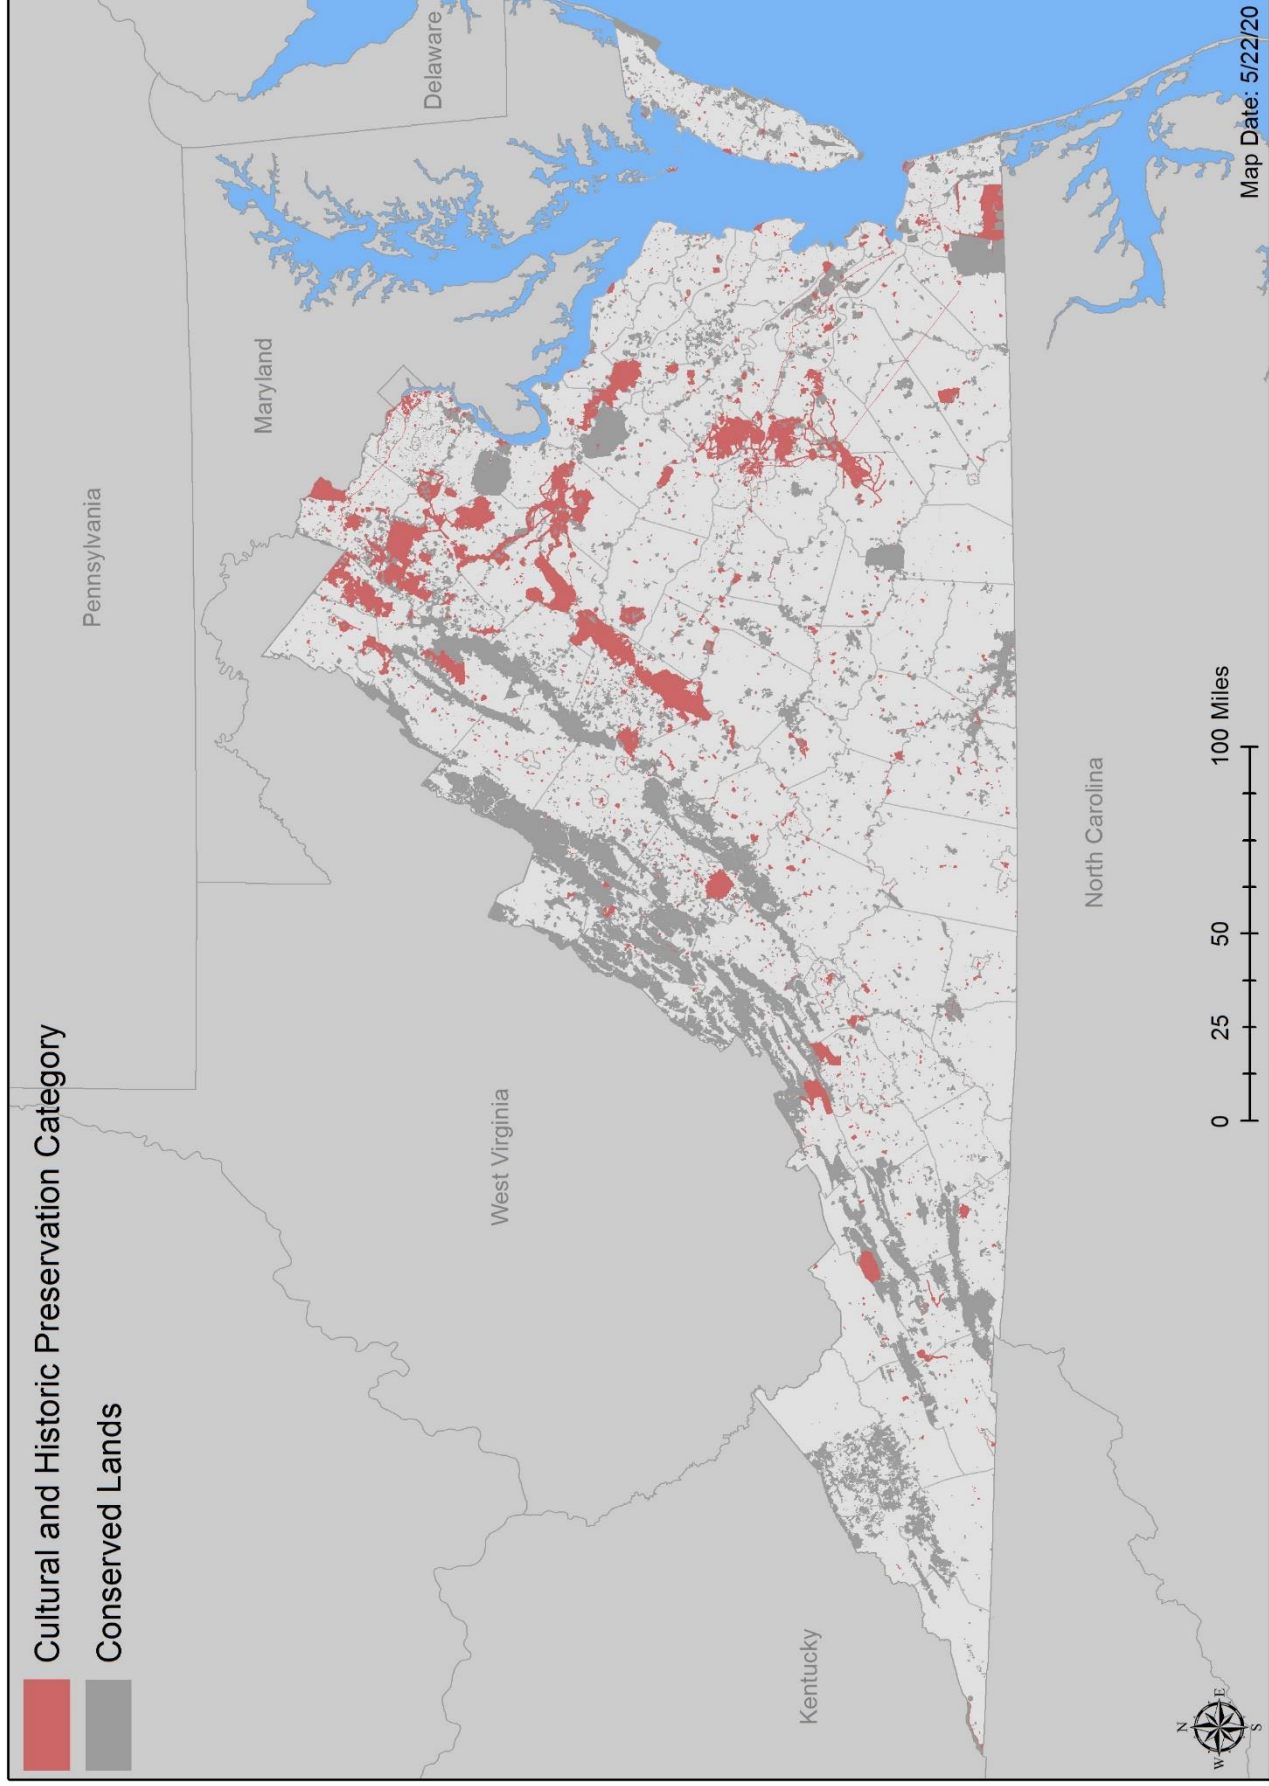 Cultural and Historic Preservation Category
Conserved Lands
Pennsylvania
Maryland
Delaware
West Virginia
Kentucky
North Carolina
0 25 50 100 Miles
N
W E
S
Map Date: 5/22/20